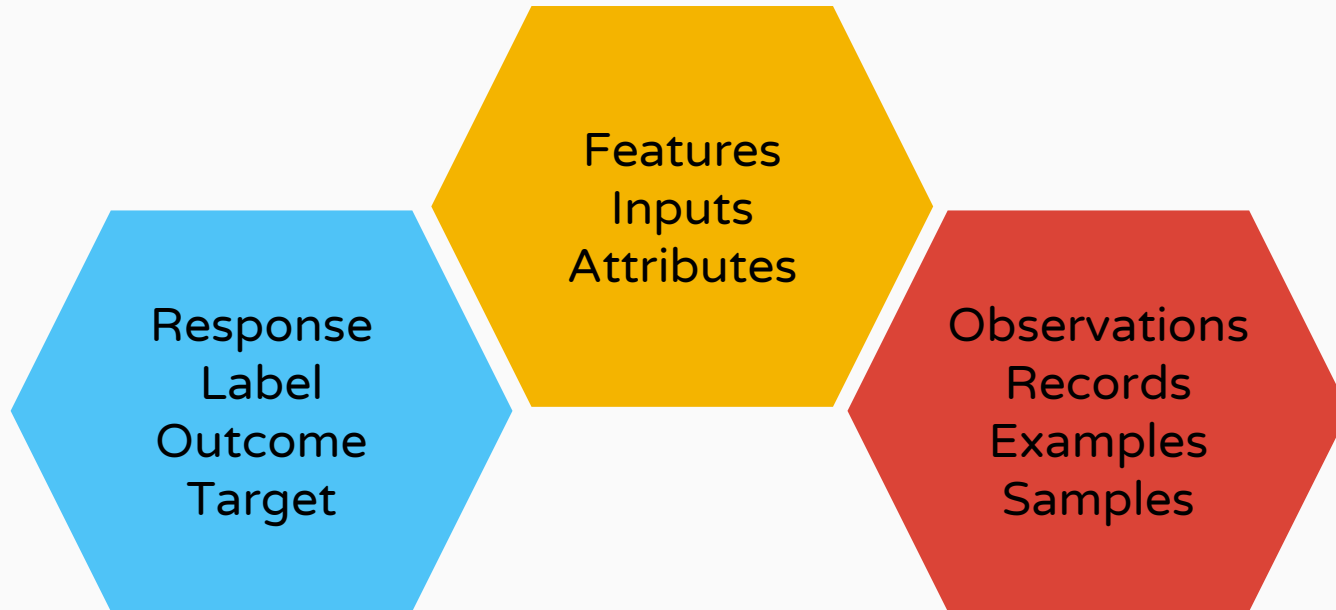 Features
Inputs
Attributes
Response
Label
Outcome
Target
Observations
Records
Examples
Samples